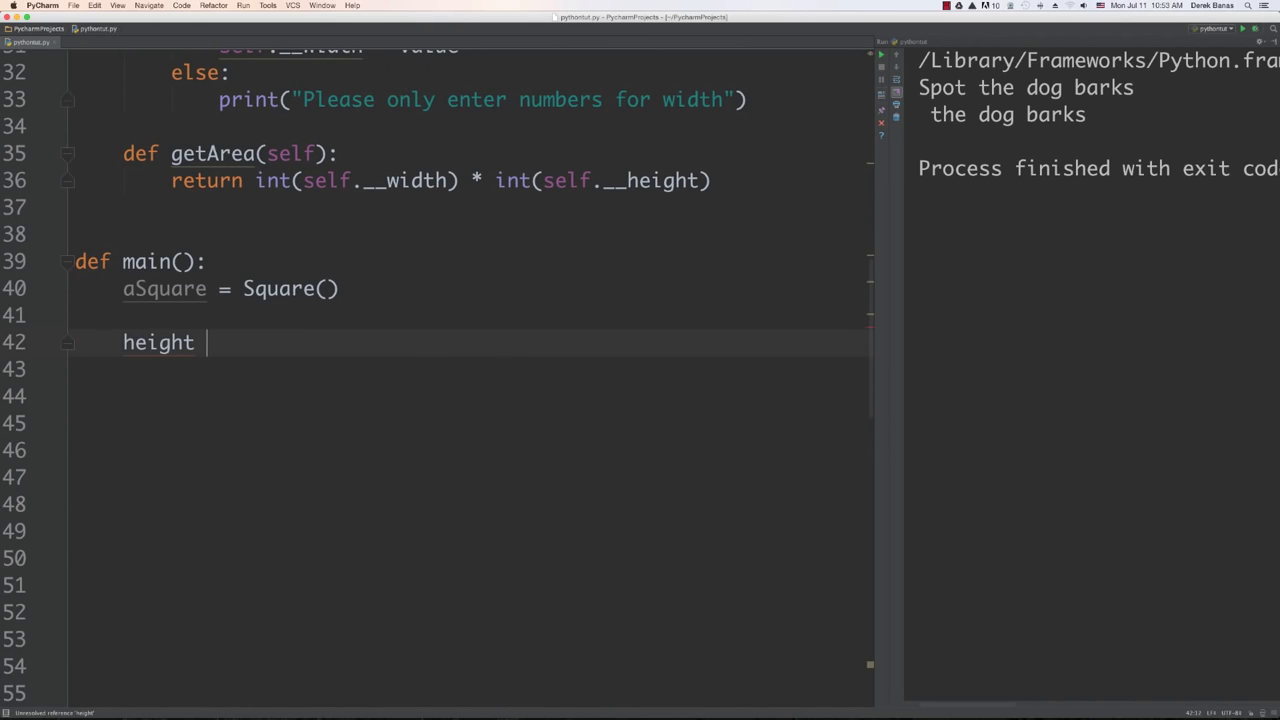 PyCharm File Edit View Navigate Code Refactor Run Tools VCS Window Help
10 Mon Jul 11 10:53 AM Derek Banas
pythontut.py - PycharmProjects - [~/PycharmProjects]
PycharmProjects pythontut.py
pythontut
pythontut.py
Run pythontut
32 else:
33 print("Please only enter numbers for width")
34
35 def getArea(self):
36 return int(self.__width) * int(self.__height)
37
38
39 def main():
40 aSquare = Square()
41
42 height
43
44
45
46
47
48
49
50
51
52
53
54
55
/Library/Frameworks/Python.fra
Spot the dog barks
the dog barks
Process finished with exit cod
Unresolved reference 'height'
42:12 LF÷ UTF-8÷